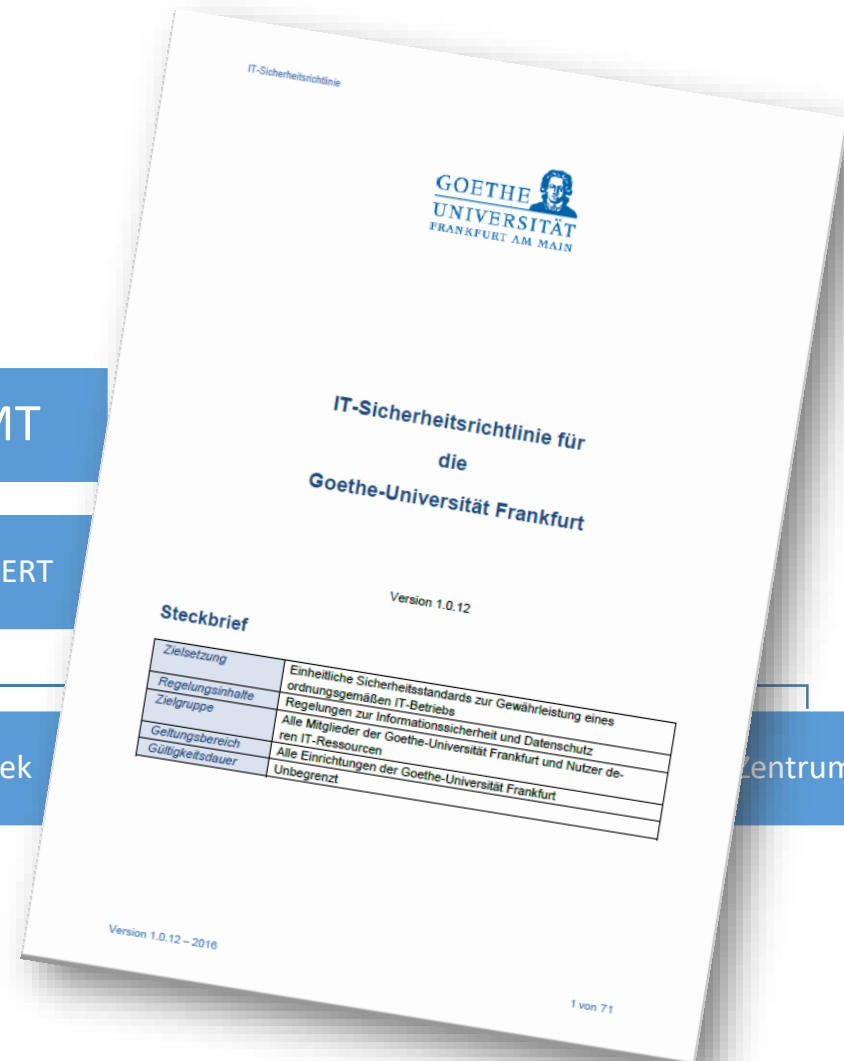 IT-Sicherheitsrichtlinie
GOETHE
UNIVERSITÄT
FRANKFURT AM MAIN
IT-Sicherheitsrichtlinie für
die
Goethe-Universität Frankfurt
Version 1.0.12
Steckbrief
Zielsetzung
Einheitliche Sicherheitsstandards zur Gewährleistung eines
ordnungsgemäßen IT-Betriebs
Regelungsinhalte
Regelungen zur Informationssicherheit und Datenschutz
Zielgruppe
Alle Mitglieder der Goethe-Universität Frankfurt und Nutzer de-
ren IT-Ressourcen
Geltungsbereich
Alle Einrichtungen der Goethe-Universität Frankfurt
Gültigkeitsdauer
Unbegrenzt
Version 1.0.12 – 2016
1 von 71
MT
ERT
ek
Zentrum